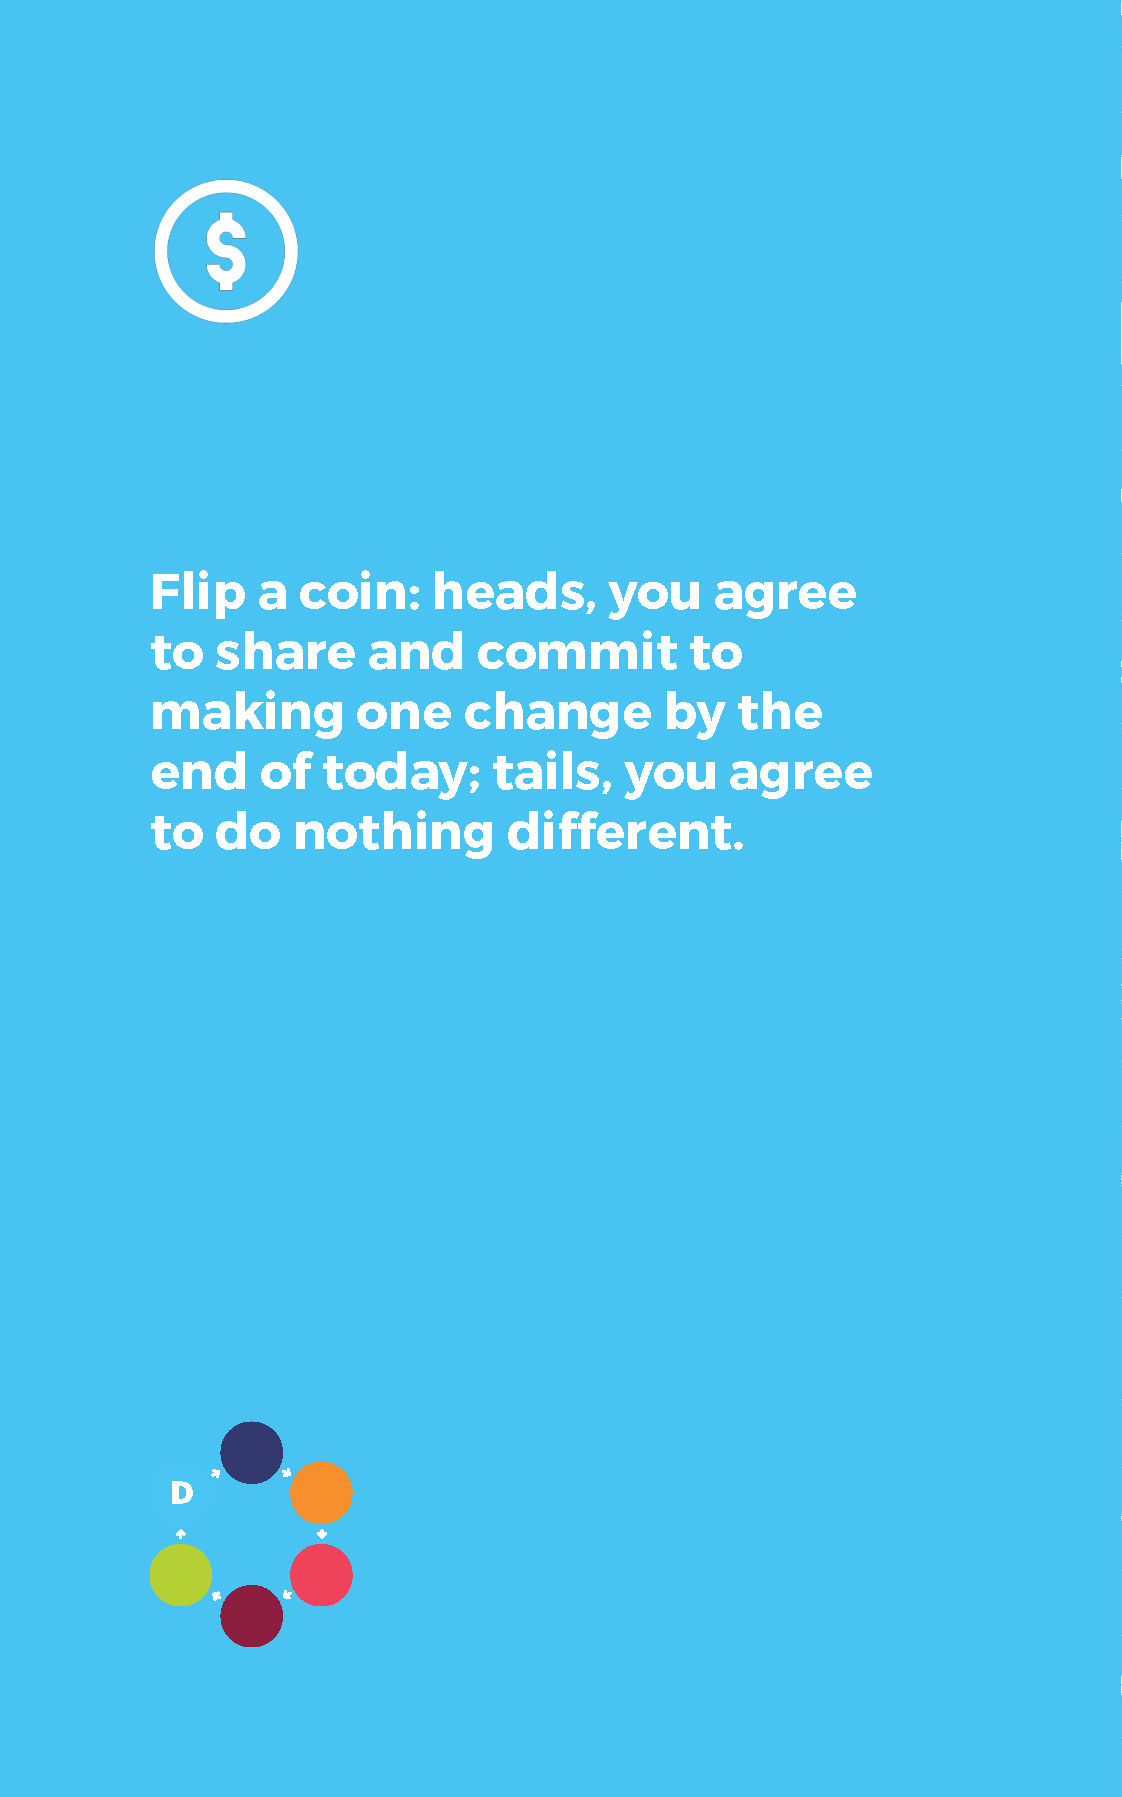 $
Flip a coin: heads, you agree
to share and commit to
making one change by the
end of today; tails, you agree
to do nothing different.
D